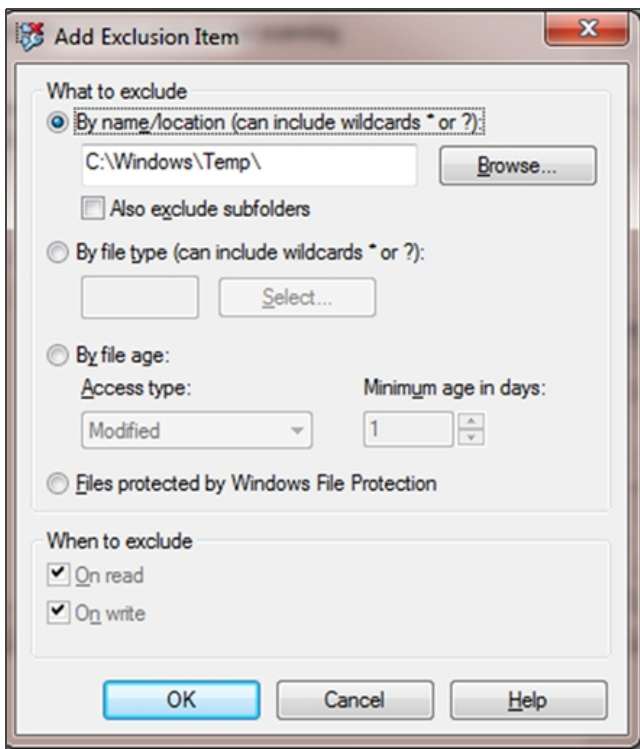 Add Exclusion Item
What to exclude
By name/location (can include wildcards * or ?):
C:\Windows\Temp\
Browse...
Also exclude subfolders
By file type (can include wildcards * or ?):
Select...
By file age:
Access type:
Minimum age in days:
Modified
1
Files protected by Windows File Protection
When to exclude
On read
On write
OK
Cancel
Help